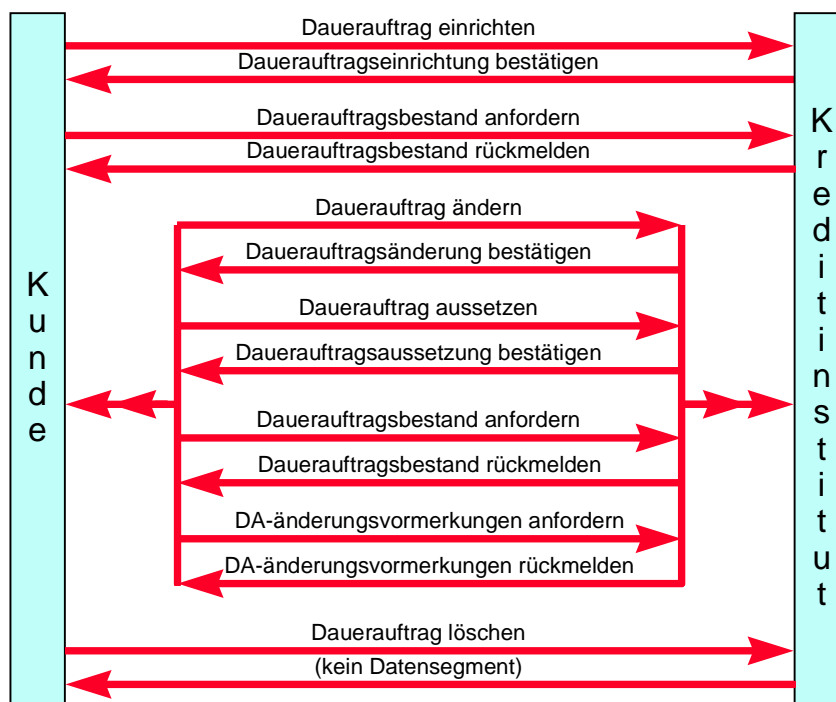 Dauerauftrag einrichten
Dauerauftragseinrichtung bestätigen
Dauerauftragsbestand anfordern
Dauerauftragsbestand rückmelden
Dauerauftrag ändern
Dauerauftragsänderung bestätigen
Dauerauftrag aussetzen
Dauerauftragsaussetzung bestätigen
Dauerauftragsbestand anfordern
Dauerauftragsbestand rückmelden
DA-änderungsvormerkungen anfordern
DA-änderungsvormerkungen rückmelden
Dauerauftrag löschen
(kein Datensegment)
Kunde
Kreditinstitut